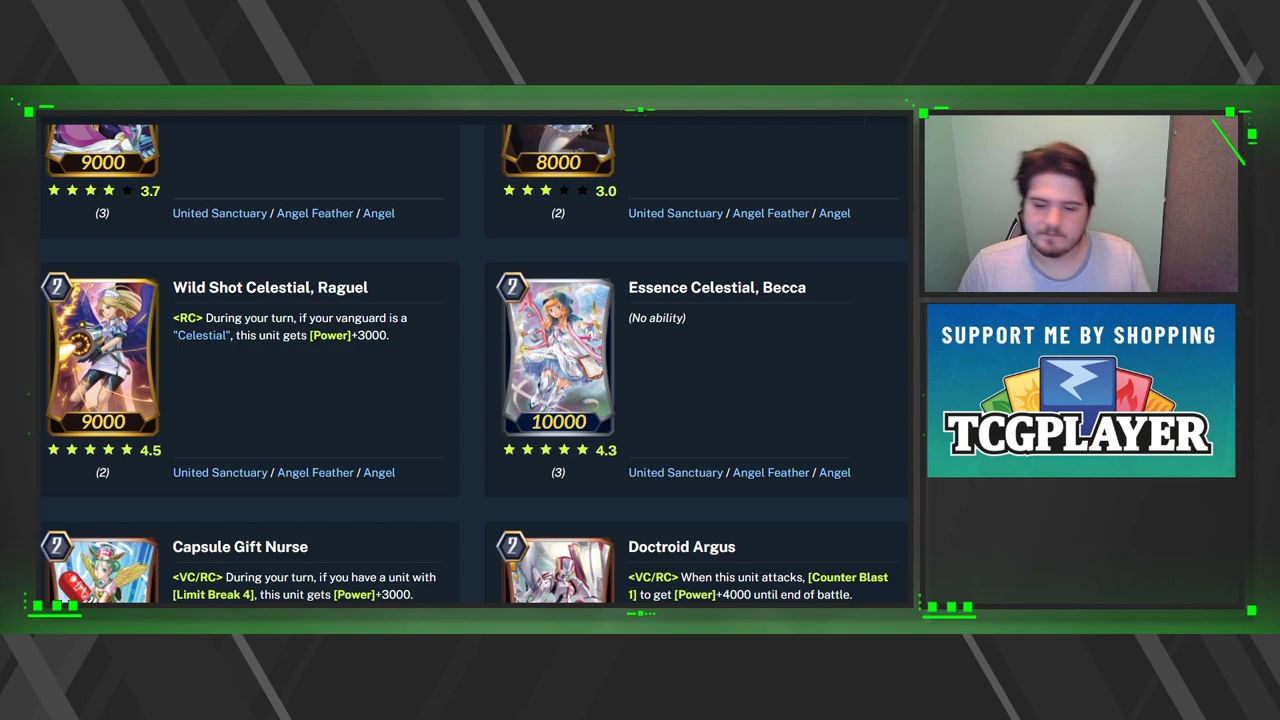 9000
3.7
(3)
United Sanctuary / Angel Feather / Angel
8000
3.0
(2)
United Sanctuary / Angel Feather / Angel
2
Wild Shot Celestial, Raguel
<RC> During your turn, if your vanguard is a
"Celestial", this unit gets [Power]+3000.
9000
4.5
(2)
United Sanctuary / Angel Feather / Angel
2
Essence Celestial, Becca
(No ability)
10000
4.3
(3)
United Sanctuary / Angel Feather / Angel
2
Capsule Gift Nurse
<VC/RC> During your turn, if you have a unit with
[Limit Break 4], this unit gets [Power]+3000.
2
Doctroid Argus
<VC/RC> When this unit attacks, [Counter Blast
1] to get [Power]+4000 until end of battle.
SUPPORT ME BY SHOPPING
TCGPLAYER